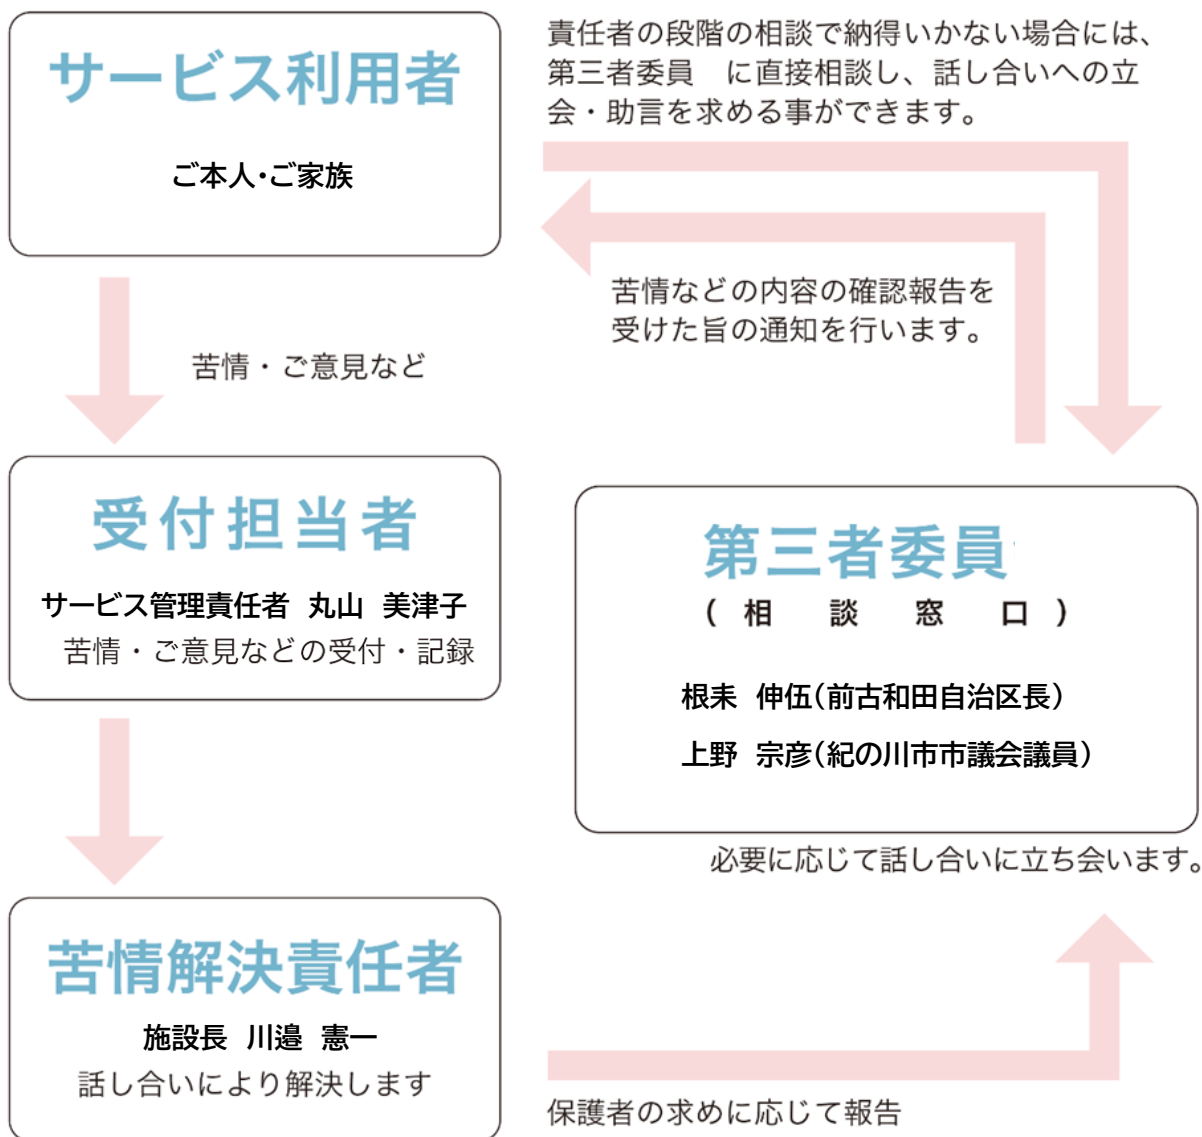 サービス利用者
ご本人・ご家族
責任者の段階の相談で納得いかない場合には、
第三者委員　に直接相談し、話し合いへの立
会・助言を求める事ができます。
苦情などの内容の確認報告を
受けた旨の通知を行います。
苦情・ご意見など
受付担当者
サービス管理責任者　丸山　美津子
苦情・ご意見などの受付・記録
第三者委員
(相　談　窓　口)
根来　伸伍(前古和田自治区長)
上野　宗彦(紀の川市市議会議員)
必要に応じて話し合いに立ち会います。
苦情解決責任者
施設長　川邉　憲一
話し合いにより解決します
保護者の求めに応じて報告